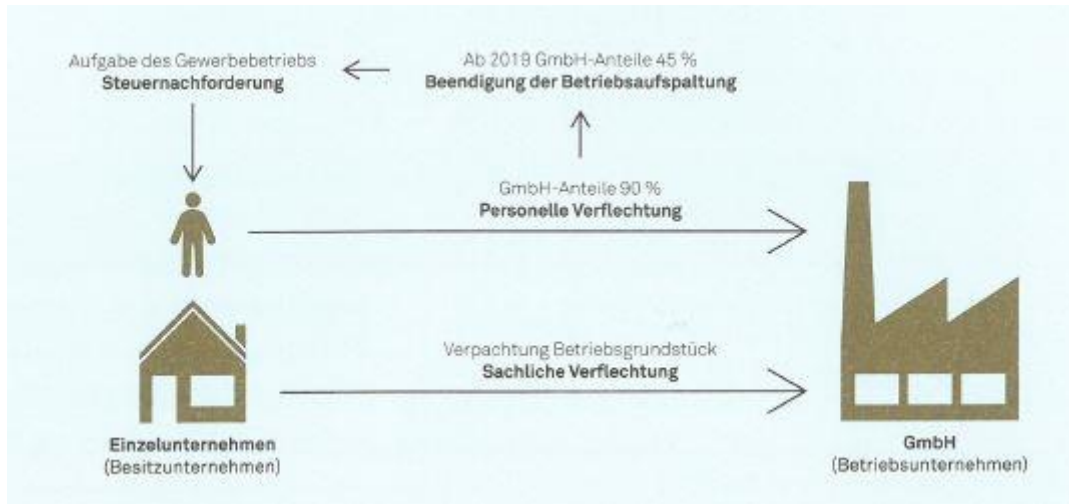 Aufgabe des Gewerbebetriebs
Steuernachforderung
Ab 2019 GmbH-Anteile 45 %
Beendigung der Betriebsaufspaltung
GmbH-Anteile 90 %
Personelle Verflechtung
Verpachtung Betriebsgrundstück
Sachliche Verflechtung
Einzelunternehmen
(Besitzunternehmen)
GmbH
(Betriebsunternehmen)